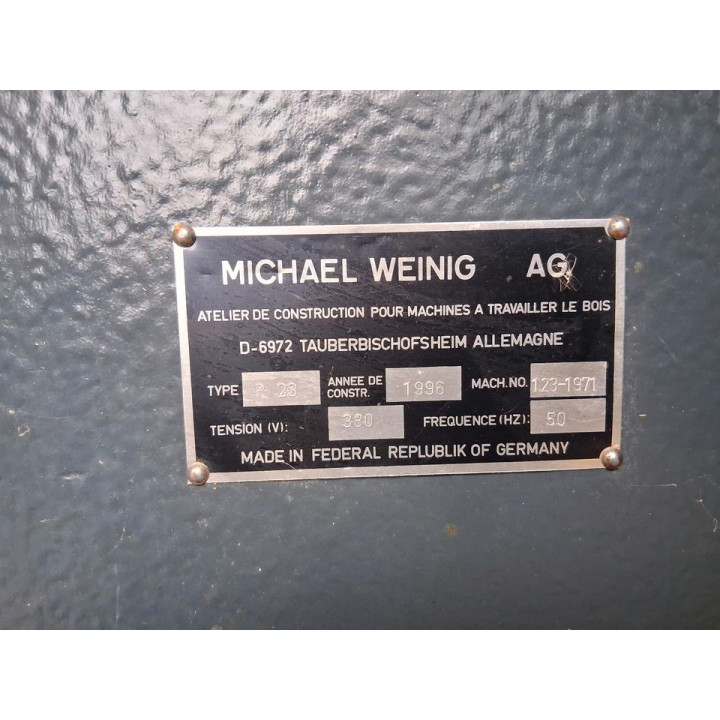 MICHAEL WEINIG AG
ATELIER DE CONSTRUCTION POUR MACHINES A TRAVAILLER LE BOIS
D-6972 TAUBERBISCHOFSHEIM ALLEMAGNE
TYPE P 23 ANNEE DE CONSTR. 1996 MACH.NO. 123-1971
TENSION (V): 380 FREQUENCE (HZ): 50
MADE IN FEDERAL REPLUBLIK OF GERMANY